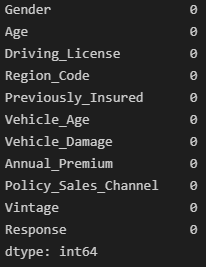 Gender 0
Age 0
Driving_License 0
Region_Code 0
Previously_Insured 0
Vehicle_Age 0
Vehicle_Damage 0
Annual_Premium 0
Policy_Sales_Channel 0
Vintage 0
Response 0
dtype: int64